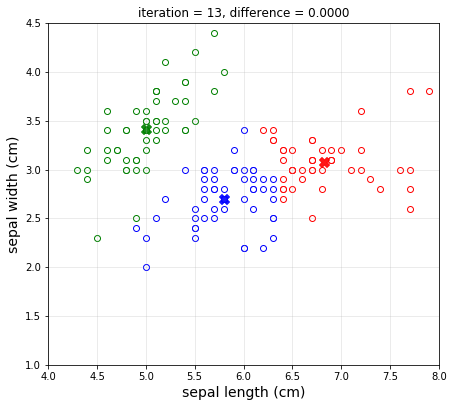 iteration = 13, difference = 0.0000
sepal width (cm)
4.5
4.0
3.5
3.0
2.5
2.0
1.5
1.0
4.0 4.5 5.0 5.5 6.0 6.5 7.0 7.5 8.0
sepal length (cm)